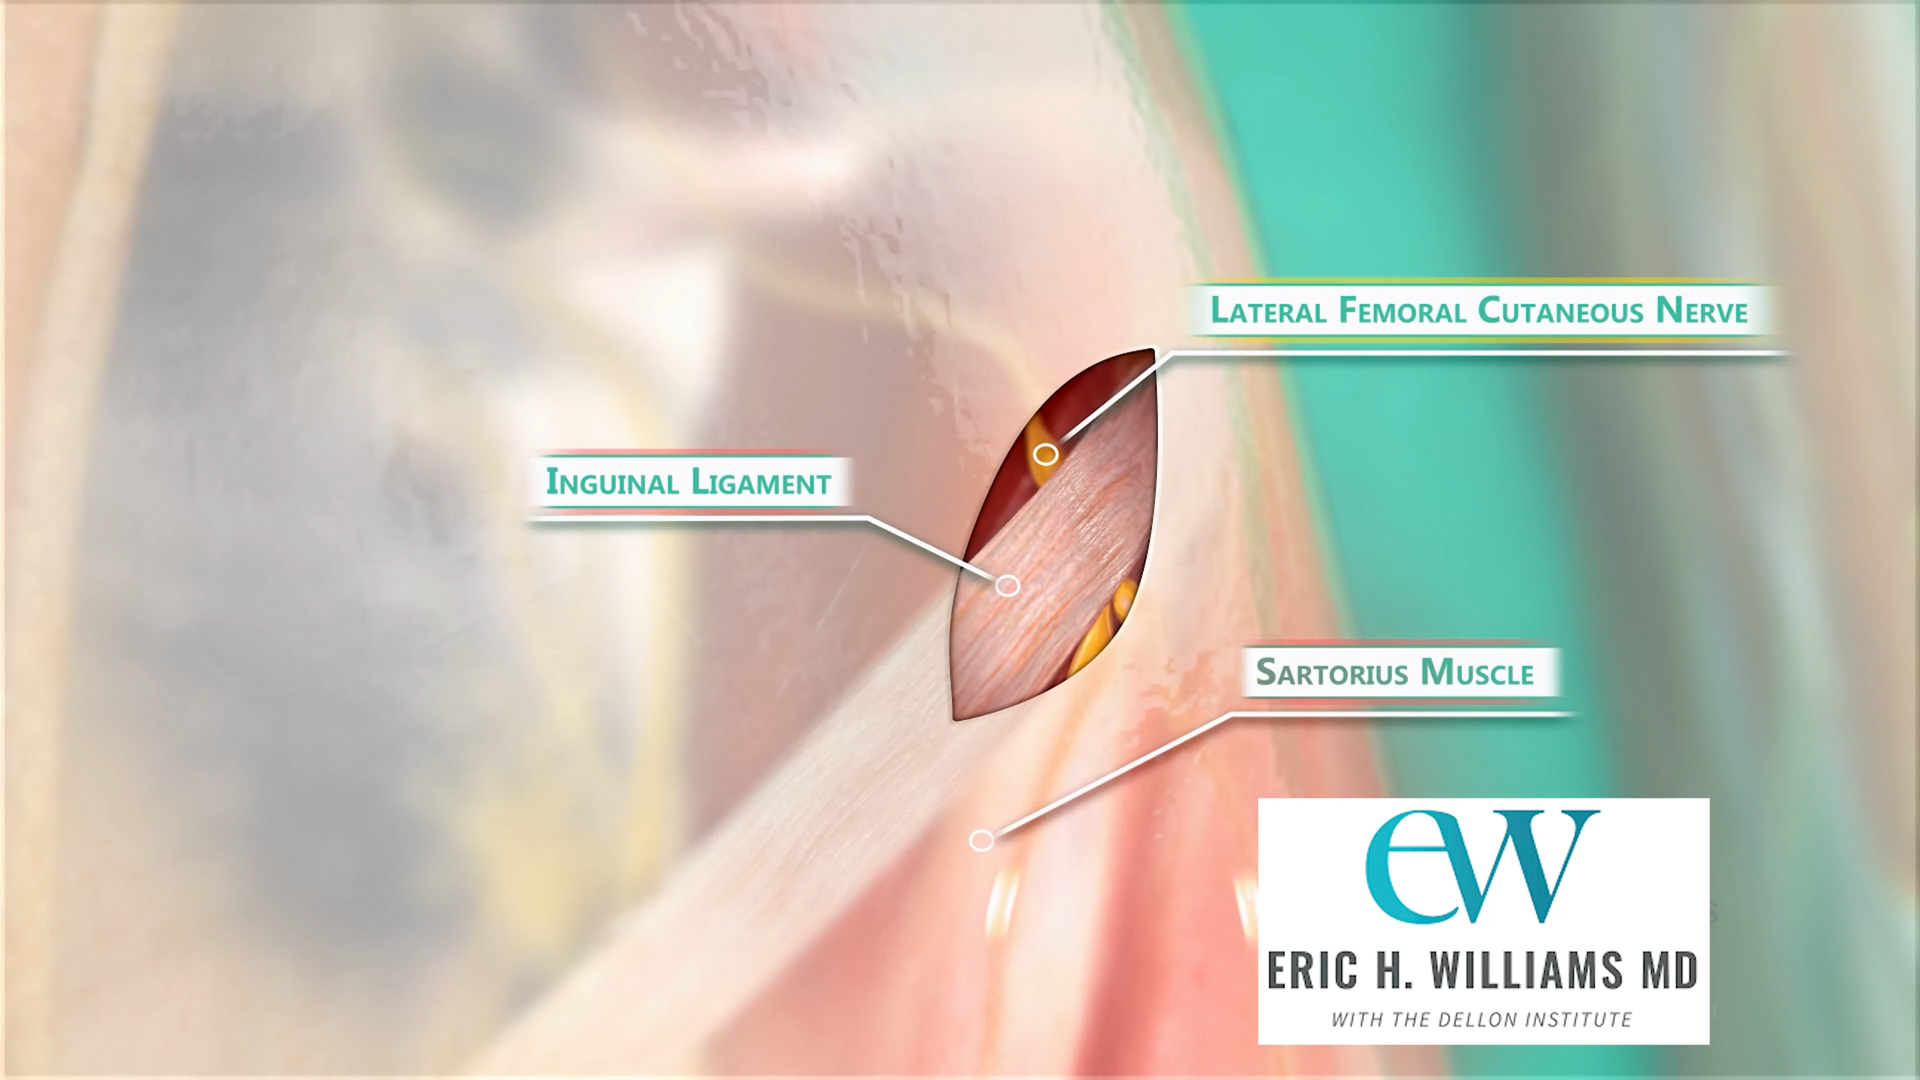 Lateral Femoral Cutaneous Nerve
Inguinal Ligament
Sartorius Muscle
ew
ERIC H. WILLIAMS MD
WITH THE DELLON INSTITUTE